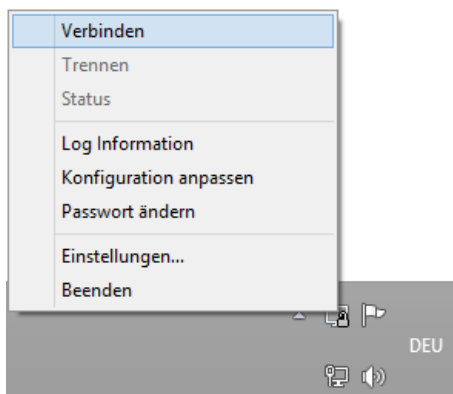 Verbinden
Trennen
Status
Log Information
Konfiguration anpassen
Passwort ändern
Einstellungen...
Beenden
DEU